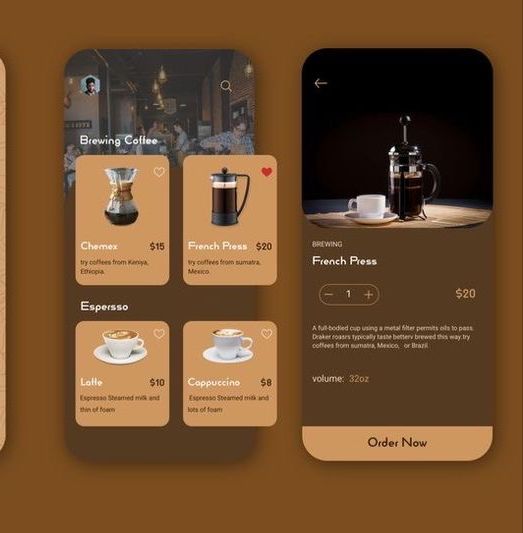 Brewing Coffee
Chemex $15
try coffees from Keniya,
Ethiopia.
French Press $20
try coffees from sumatra,
Mexico.
Espersso
Latte $10
Espresso Steamed milk and
thin of foam
Cappuccino $8
Espresso Steamed milk and
lots of foam
BREWING
French Press
− 1 +
$20
A full-bodied cup using a metal filter permits oils to pass.
Draker roasrs typically taste betterv brewed this way.try
coffees from sumatra, Mexico, or Brazil
volume: 32oz
Order Now